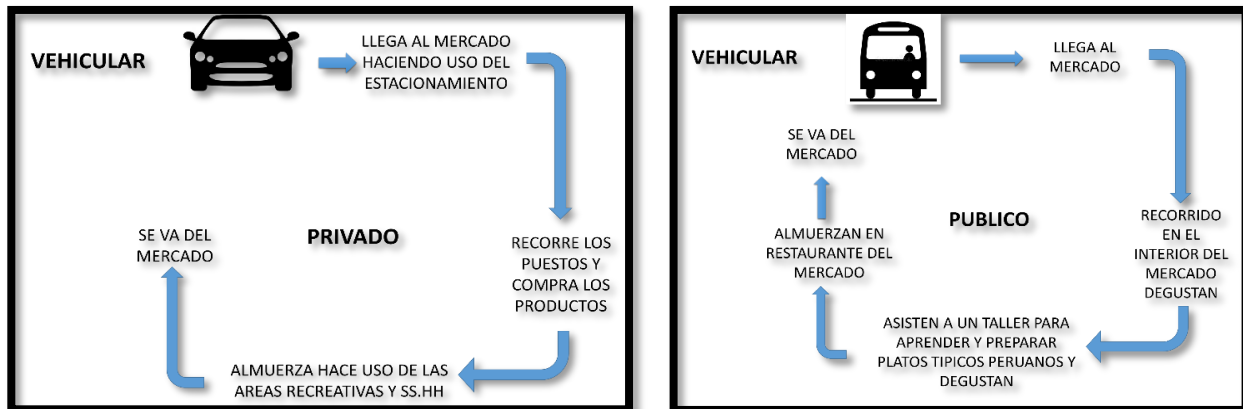 VEHICULAR
LLEGA AL MERCADO
HACIENDO USO DEL
ESTACIONAMIENTO
RECORRE LOS
PUESTOS Y
COMPRA LOS
PRODUCTOS
ALMUERZA HACE USO DE LAS
AREAS RECREATIVAS Y SS.HH
SE VA DEL
MERCADO
PRIVADO
VEHICULAR
LLEGA AL
MERCADO
RECORRIDO
EN EL
INTERIOR DEL
MERCADO
DEGUSTAN
ASISTEN A UN TALLER PARA
APRENDER Y PREPARAR
PLATOS TIPICOS PERUANOS Y
DEGUSTAN
ALMUERZAN EN
RESTAURANTE DEL
MERCADO
SE VA DEL
MERCADO
PUBLICO